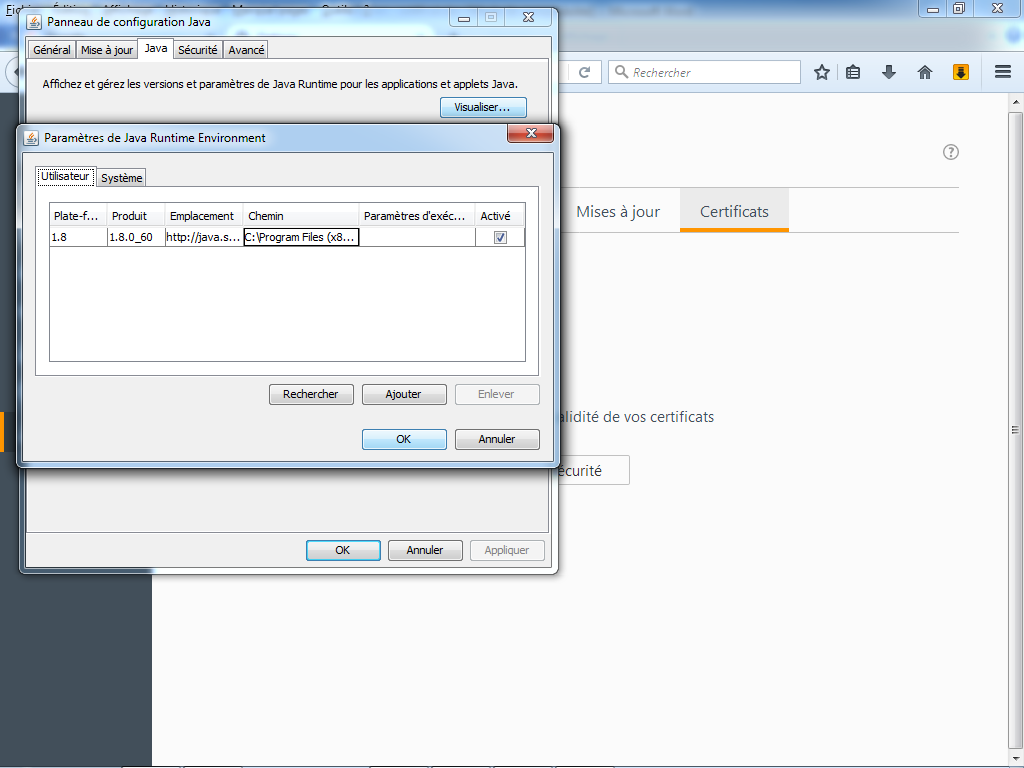 Panneau de configuration Java
Général Mise à jour Java Sécurité Avancé
Affichez et gérez les versions et paramètres de Java Runtime pour les applications et applets Java.
Visualiser...
Rechercher
Paramètres de Java Runtime Environment
Utilisateur Système
Plate-f... Produit Emplacement Chemin Paramètres d'exéc... Activé
1.8 1.8.0_60 http://java.s... C:\Program Files (x8...
Rechercher Ajouter Enlever
OK Annuler
OK Annuler Appliquer
Mises à jour Certificats
alidité de vos certificats
écurité